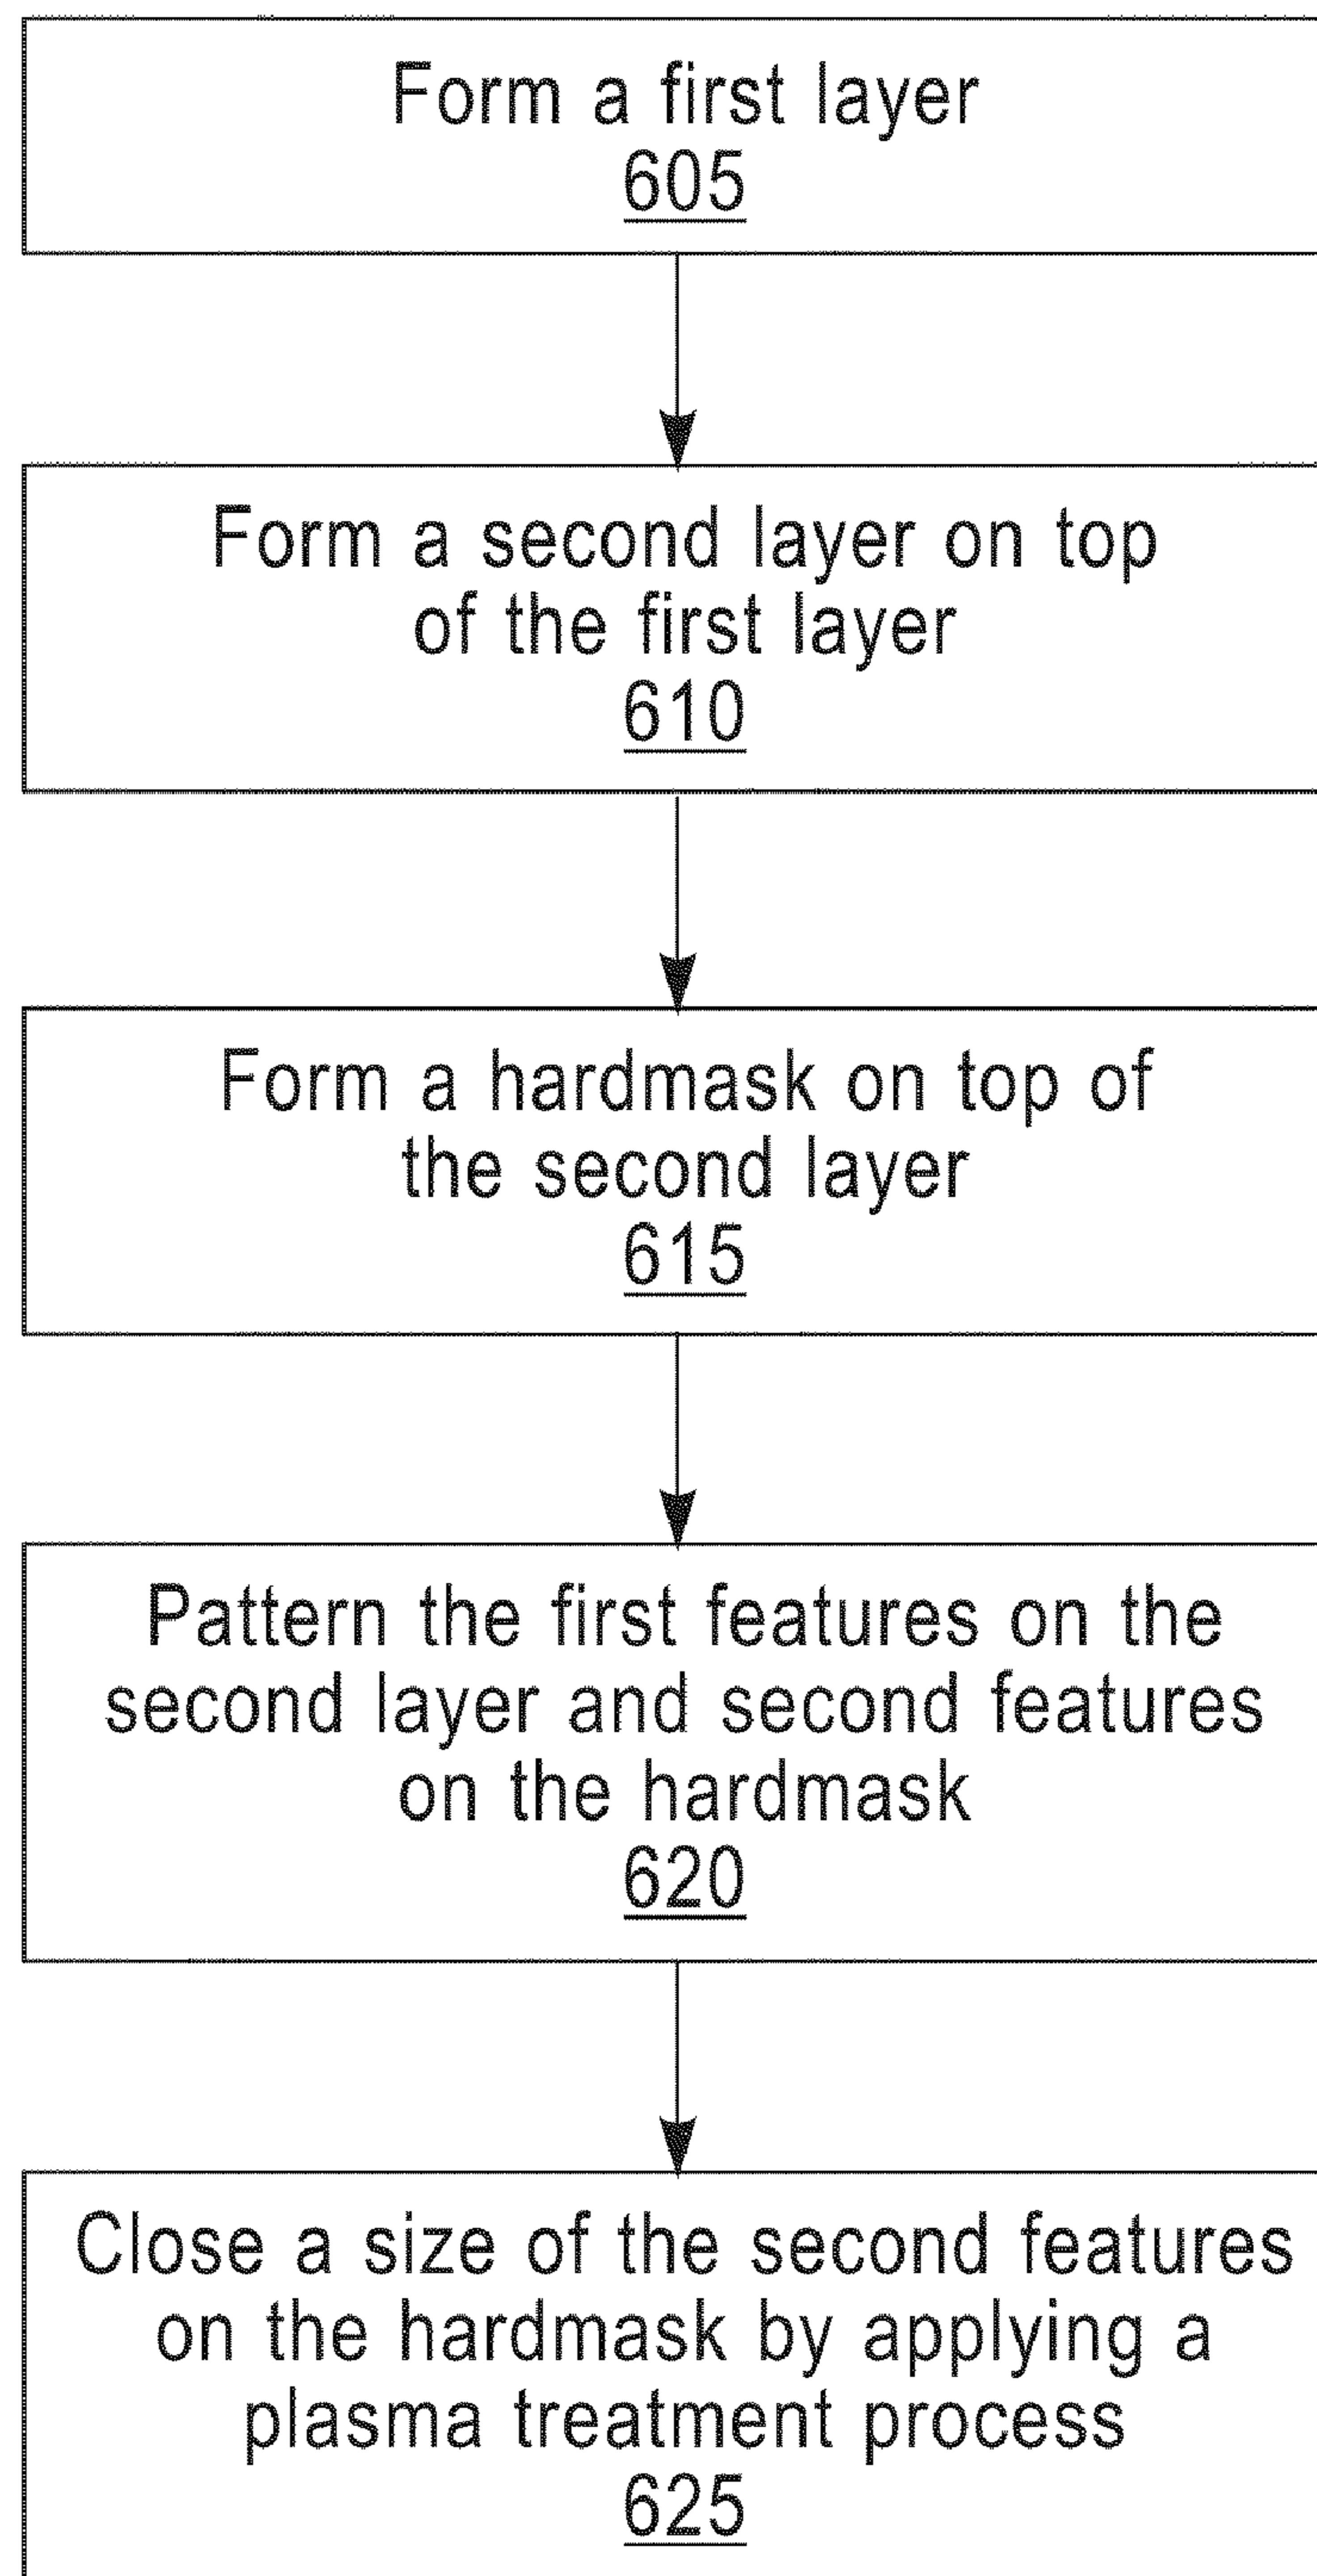 Form a first layer
605
Form a second layer on top
of the first layer
610
Form a hardmask on top of
the second layer
615
Pattern the first features on the
second layer and second features
on the hardmask
620
Close a size of the second features
on the hardmask by applying a
plasma treatment process
625